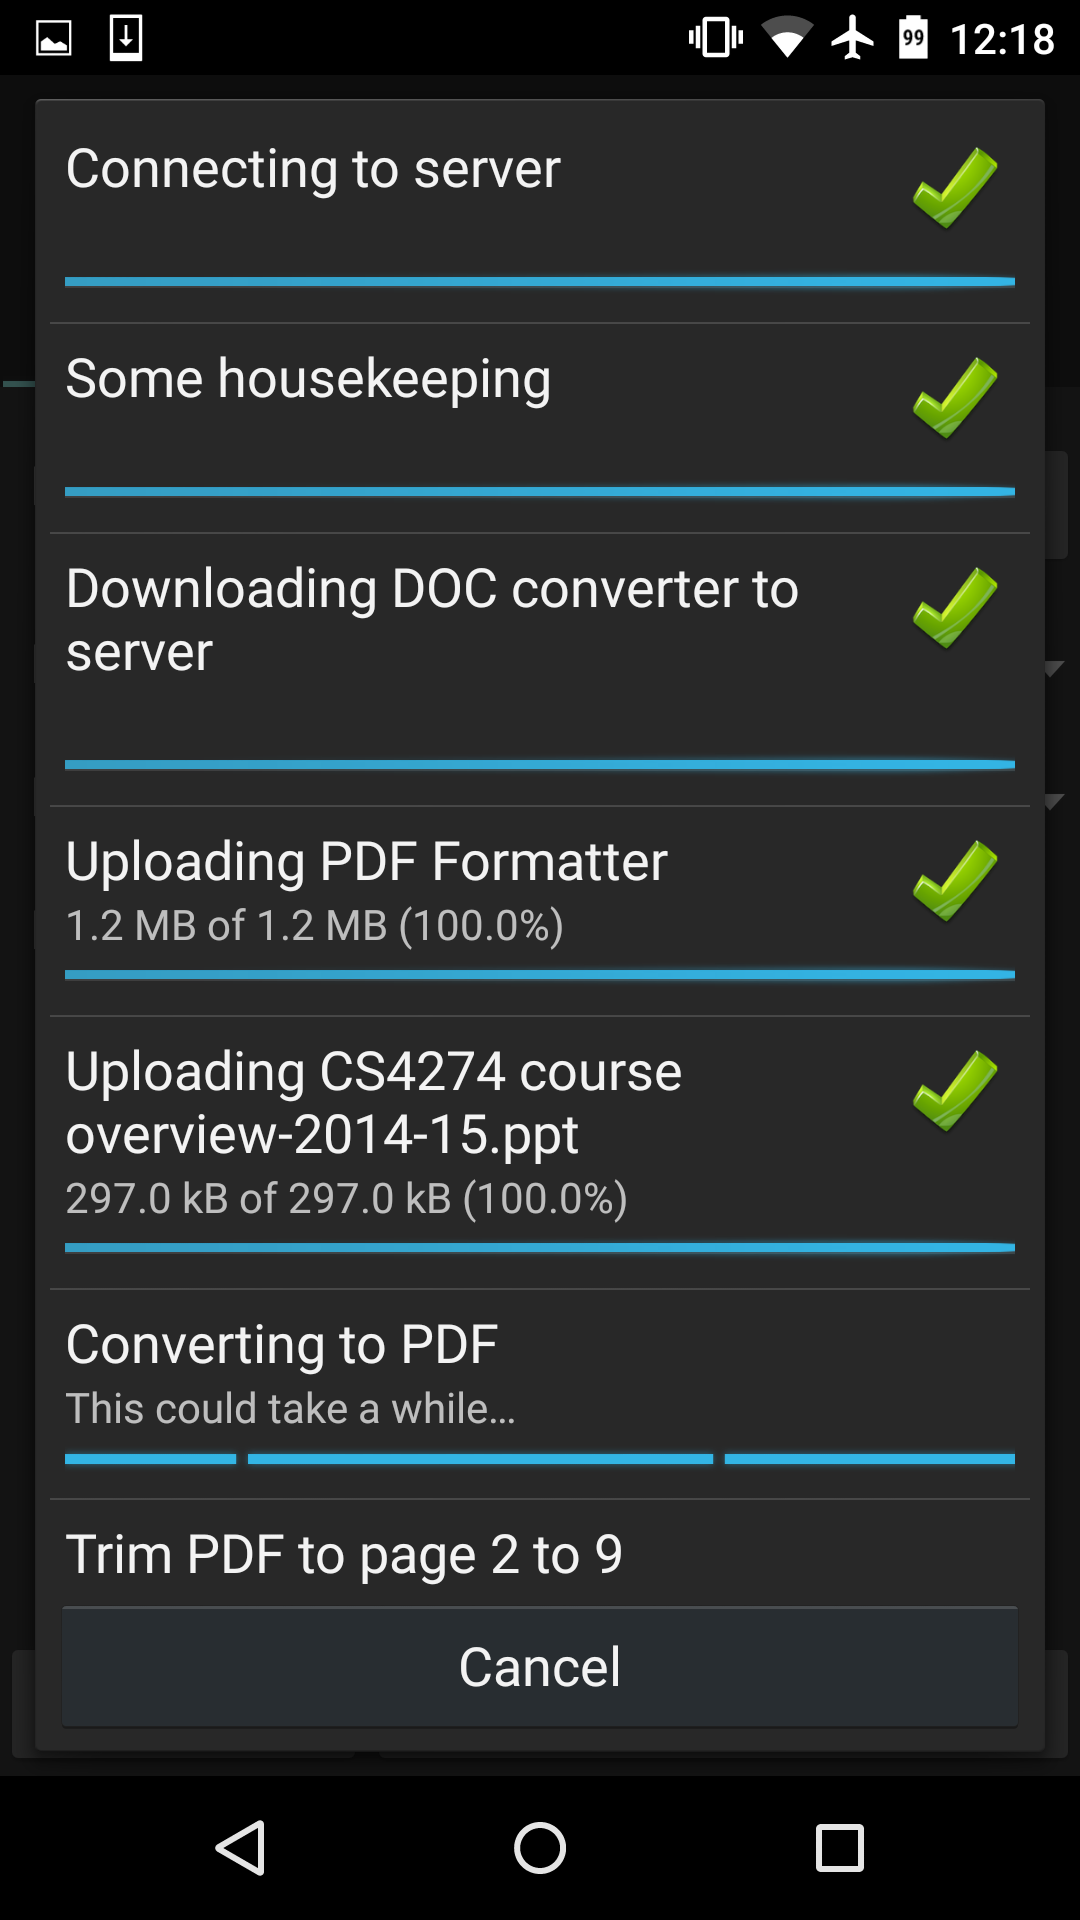 99 12:18
Connecting to server
Some housekeeping
Downloading DOC converter to
server
Uploading PDF Formatter
1.2 MB of 1.2 MB (100.0%)
Uploading CS4274 course
overview-2014-15.ppt
297.0 kB of 297.0 kB (100.0%)
Converting to PDF
This could take a while...
Trim PDF to page 2 to 9
Cancel